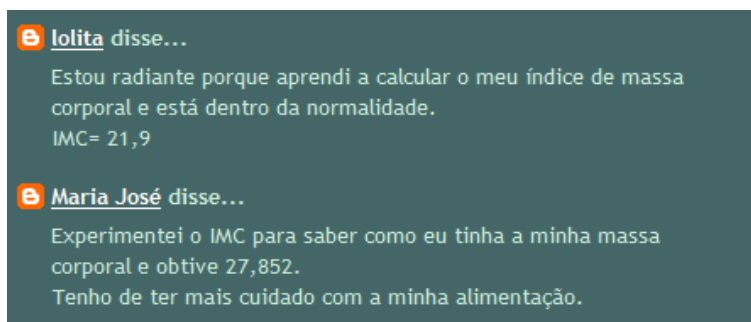 lolita disse...
Estou radiante porque aprendi a calcular o meu índice de massa
corporal e está dentro da normalidade.
IMC= 21,9
Maria José disse...
Experimentei o IMC para saber como eu tinha a minha massa
corporal e obtive 27,852.
Tenho de ter mais cuidado com a minha alimentação.